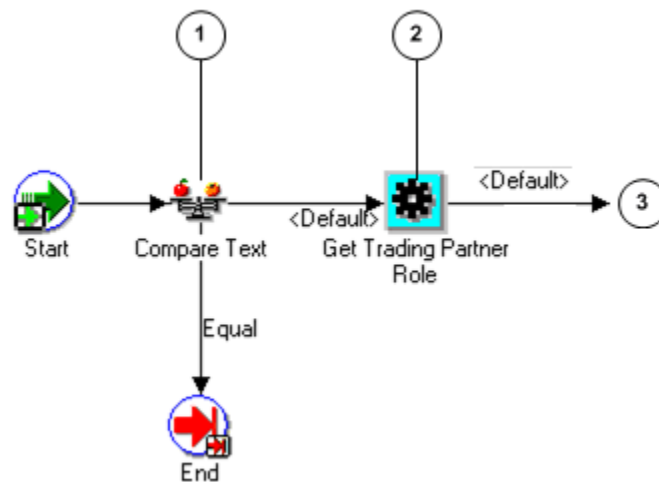 1
2
<Default>
3
<Default>
Start
Compare Text
Get Trading Partner
Role
Equal
End